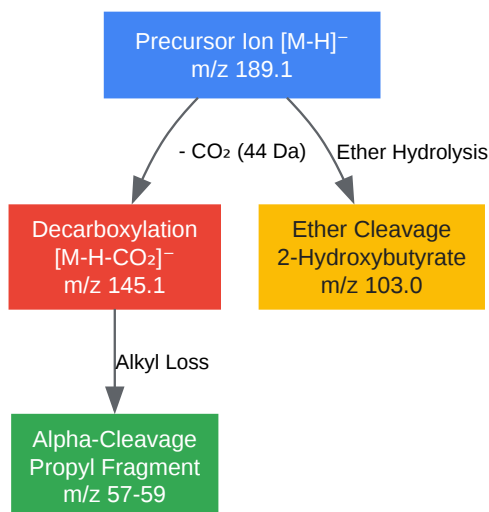 Precursor Ion [M-H]⁻
m/z 189.1
- CO₂ (44 Da)
Ether Hydrolysis
Decarboxylation
[M-H-CO₂]⁻
m/z 145.1
Ether Cleavage
2-Hydroxybutyrate
m/z 103.0
Alkyl Loss
Alpha-Cleavage
Propyl Fragment
m/z 57-59